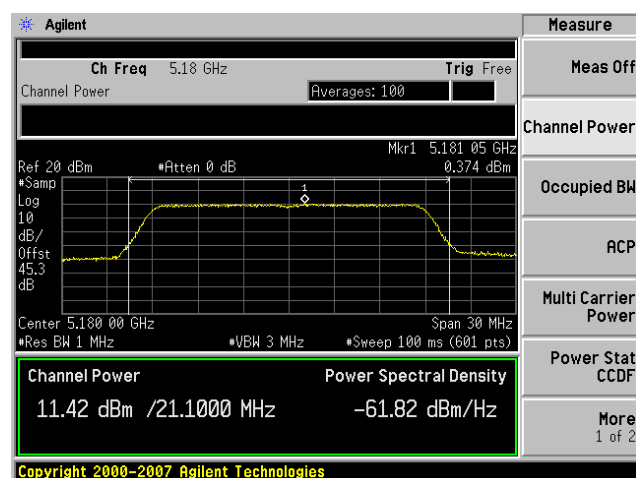 Agilent
Measure
Ch Freq 5.18 GHz Trig Free
Channel Power Averages: 100
Mkr1 5.181 05 GHz
Ref 20 dBm #Atten 0 dB 0.374 dBm
#Samp
Log
10
dB/
Offst
45.3
dB
1
Center 5.180 00 GHz Span 30 MHz
#Res BW 1 MHz #VBW 3 MHz #Sweep 100 ms (601 pts)
Channel Power Power Spectral Density
11.42 dBm /21.1000 MHz -61.82 dBm/Hz
Copyright 2000-2007 Agilent Technologies
Meas Off
Channel Power
Occupied BW
ACP
Multi Carrier
Power
Power Stat
CCDF
More
1 of 2